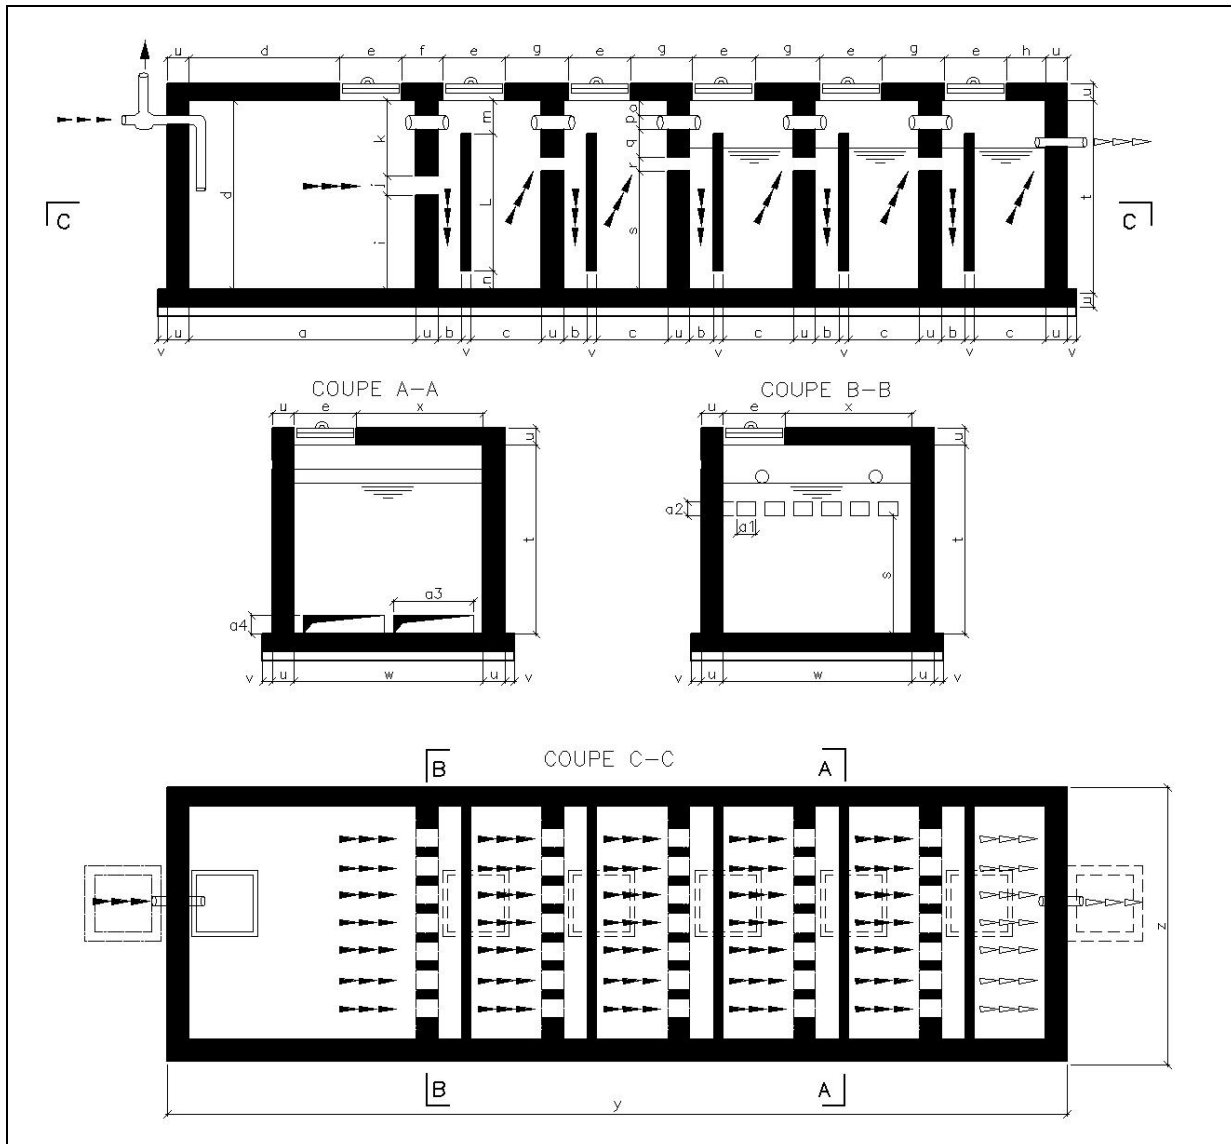 u d e f e g e g e g e g e h u
u
k m o p q r
j L
d i n s t
C C
u
u a u b c u b c u b c u b c u b c u
v v v v v v v
COUPE A-A COUPE B-B
u e x u e x
u u
a2 a1
t s t
a3
a4
v u w u v v u w u v
COUPE C-C
B A
z
B A
y